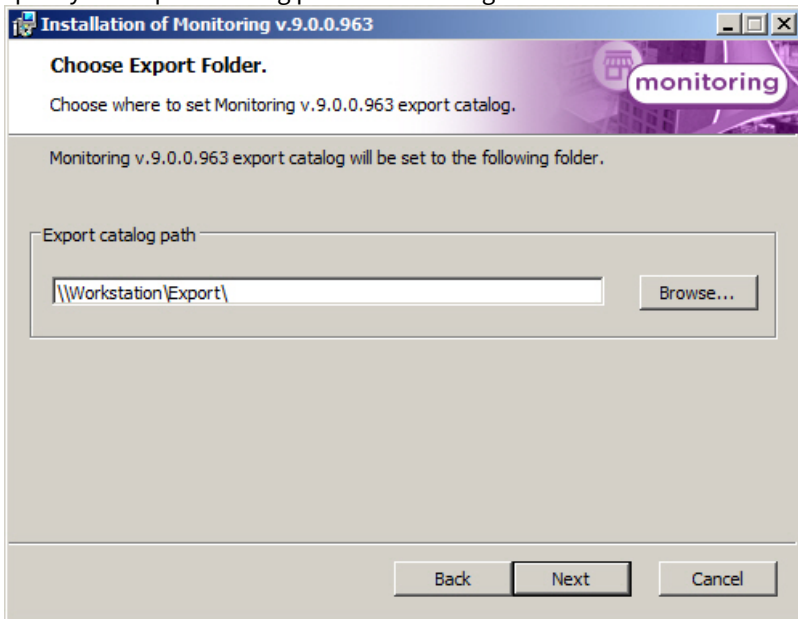 Installation of Monitoring v.9.0.0.963
Choose Export Folder.
monitoring
Choose where to set Monitoring v.9.0.0.963 export catalog.
Monitoring v.9.0.0.963 export catalog will be set to the following folder.
Export catalog path
\\Workstation\Export\
Browse...
Back Next Cancel